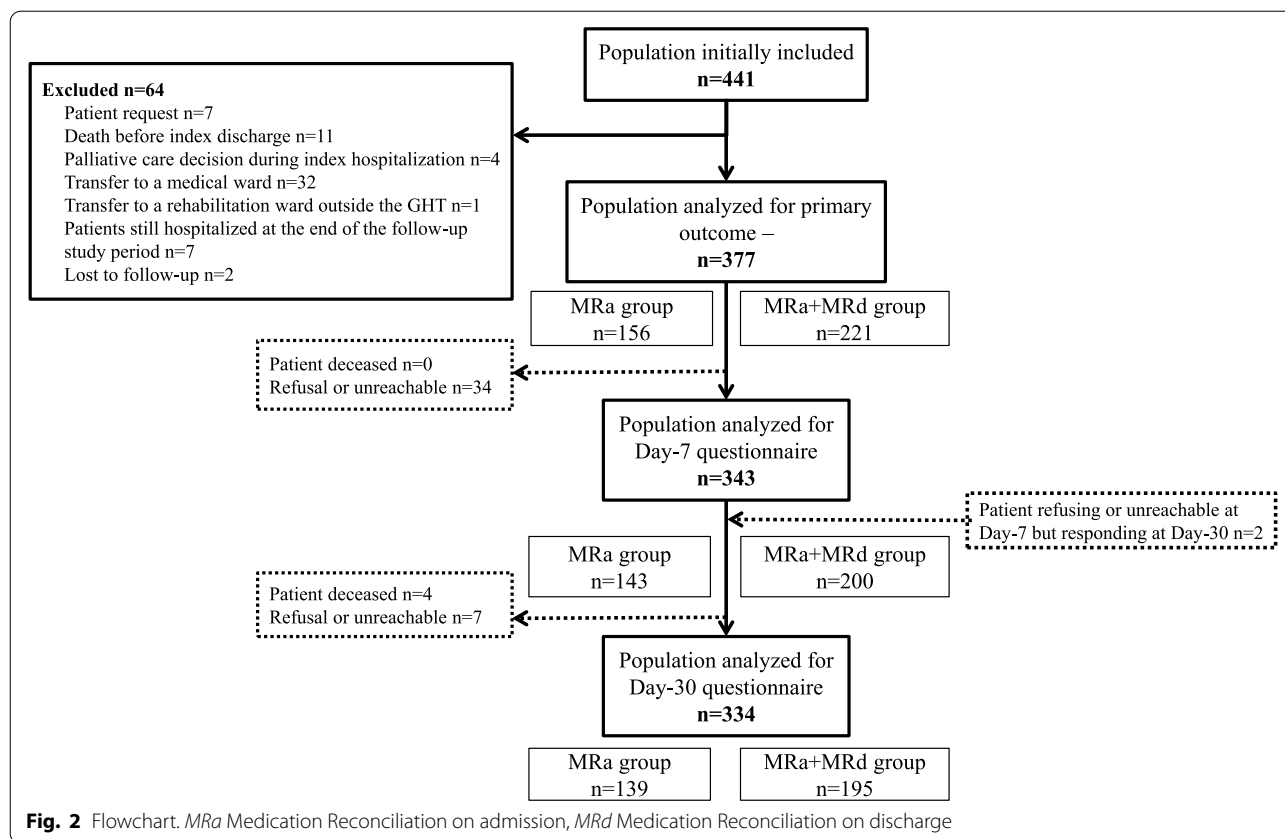 Population initially included
n=441
Excluded n=64
Patient request n=7
Death before index discharge n=11
Palliative care decision during index hospitalization n=4
Transfer to a medical ward n=32
Transfer to a rehabilitation ward outside the GHT n=1
Patients still hospitalized at the end of the follow-up
study period n=7
Lost to follow-up n=2
Population analyzed for primary
outcome –
n=377
MRa group
n=156
MRa+MRd group
n=221
Patient deceased n=0
Refusal or unreachable n=34
Population analyzed for
Day-7 questionnaire
n=343
Patient refusing or unreachable at
Day-7 but responding at Day-30 n=2
MRa group
n=143
MRa+MRd group
n=200
Patient deceased n=4
Refusal or unreachable n=7
Population analyzed for
Day-30 questionnaire
n=334
MRa group
n=139
MRa+MRd group
n=195
Fig. 2 Flowchart. MRa Medication Reconciliation on admission, MRd Medication Reconciliation on discharge